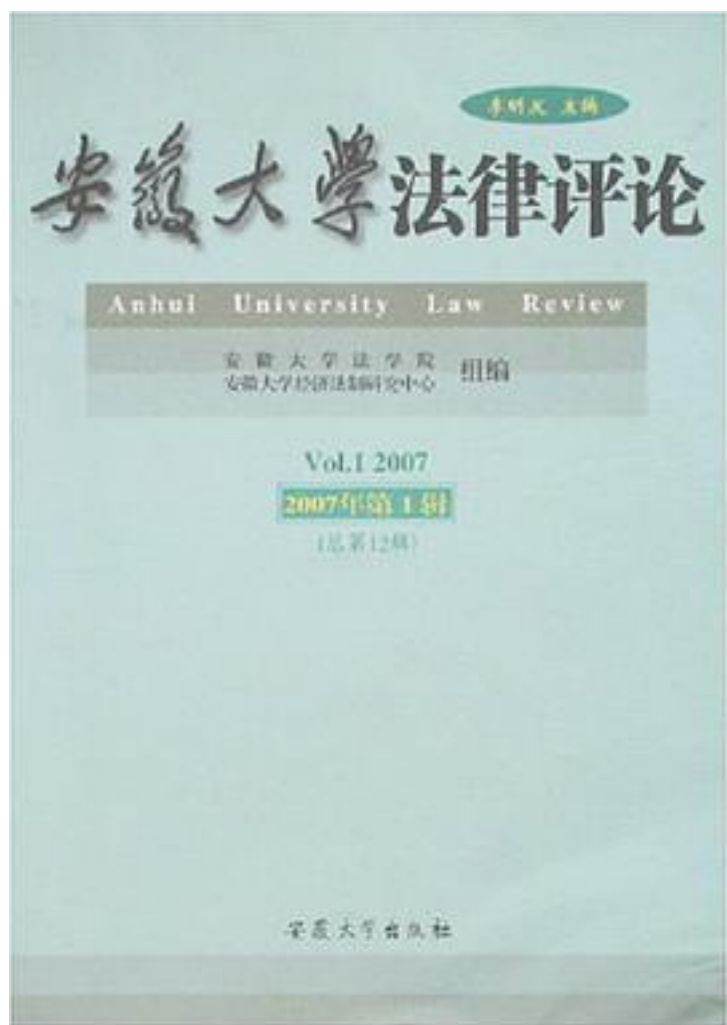 李明发 主编
安徽大學法律评论
Anhui University Law Review
安徽大学法学院
安徽大学经济法制研究中心 组编
Vol.1 2007
2007年第1辑
(总第12辑)
安徽大学出版社